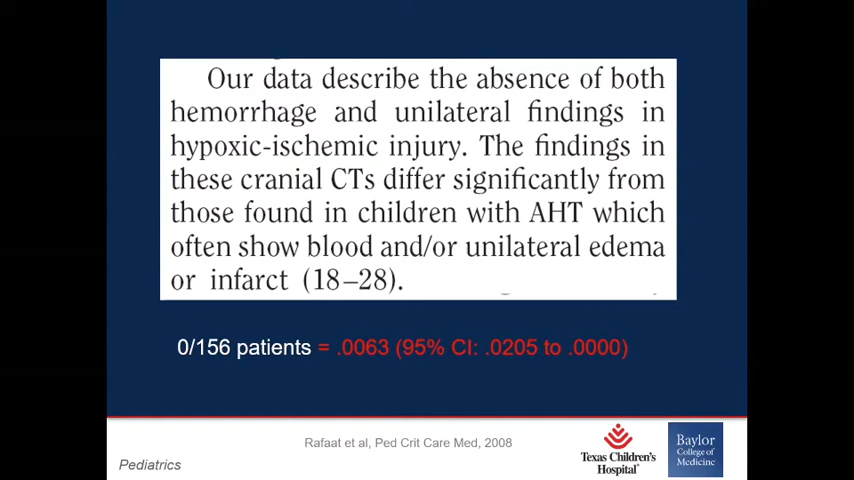 Our data describe the absence of both
hemorrhage and unilateral findings in
hypoxic-ischemic injury. The findings in
these cranial CTs differ significantly from
those found in children with AHT which
often show blood and/or unilateral edema
or infarct (18–28).
0/156 patients = .0063 (95% CI: .0205 to .0000)
Rafaat et al, Ped Crit Care Med, 2008
Pediatrics
Texas Children's
Hospital
Baylor
College of
Medicine